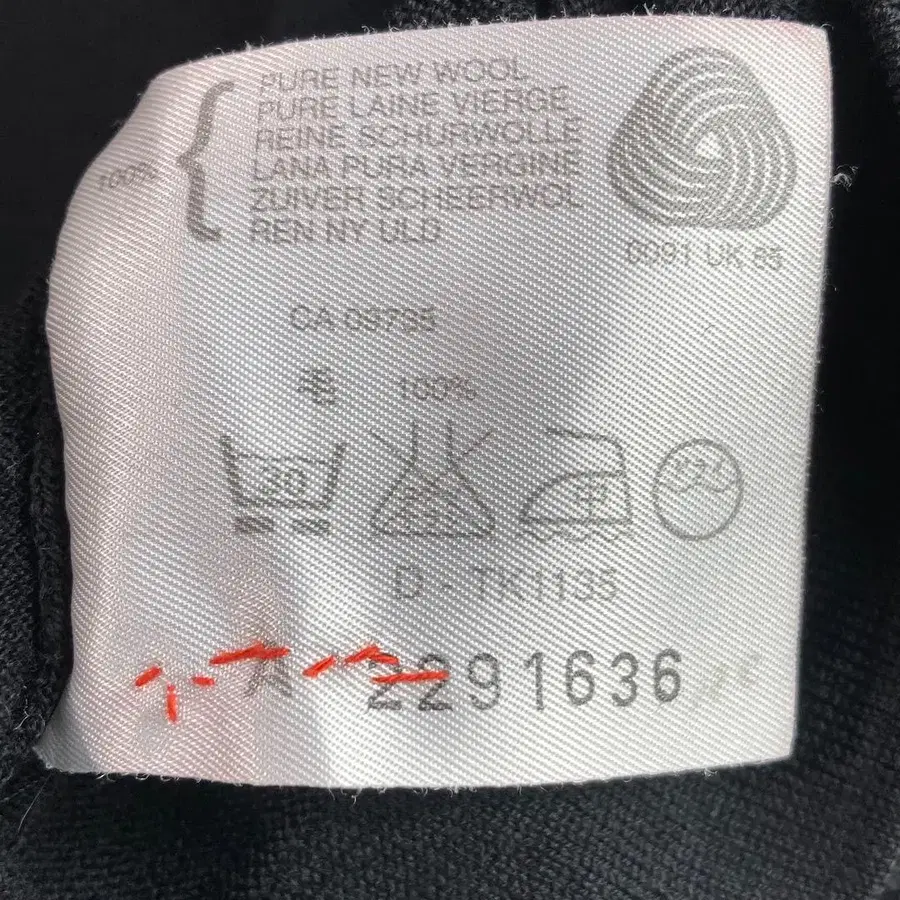 PURE NEW WOOL
PURE LAINE VIERGE
REINE SCHURWOLLE
100% { LANA PURA VERGINE
ZUIVER SCHEERWOL
REN NY ULD
0091 UK 85
CA 09735
毛 100%
30 中
D - TK1135
A 2291636